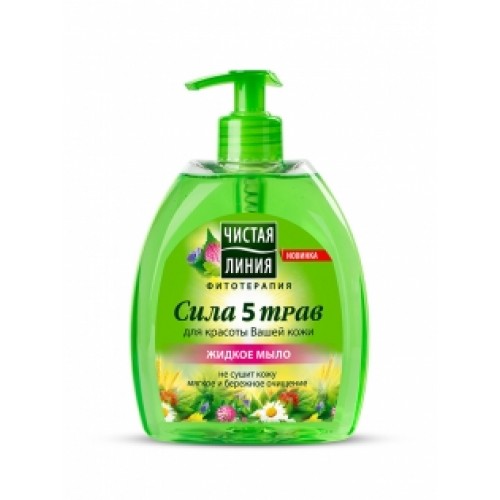 ЧИСТАЯ
ЛИНИЯ
НОВИНКА
ФИТОТЕРАПИЯ
Сила 5 трав
для красоты Вашей кожи
ЖИДКОЕ МЫЛО
не сушит кожу
мягкое и бережное очищение